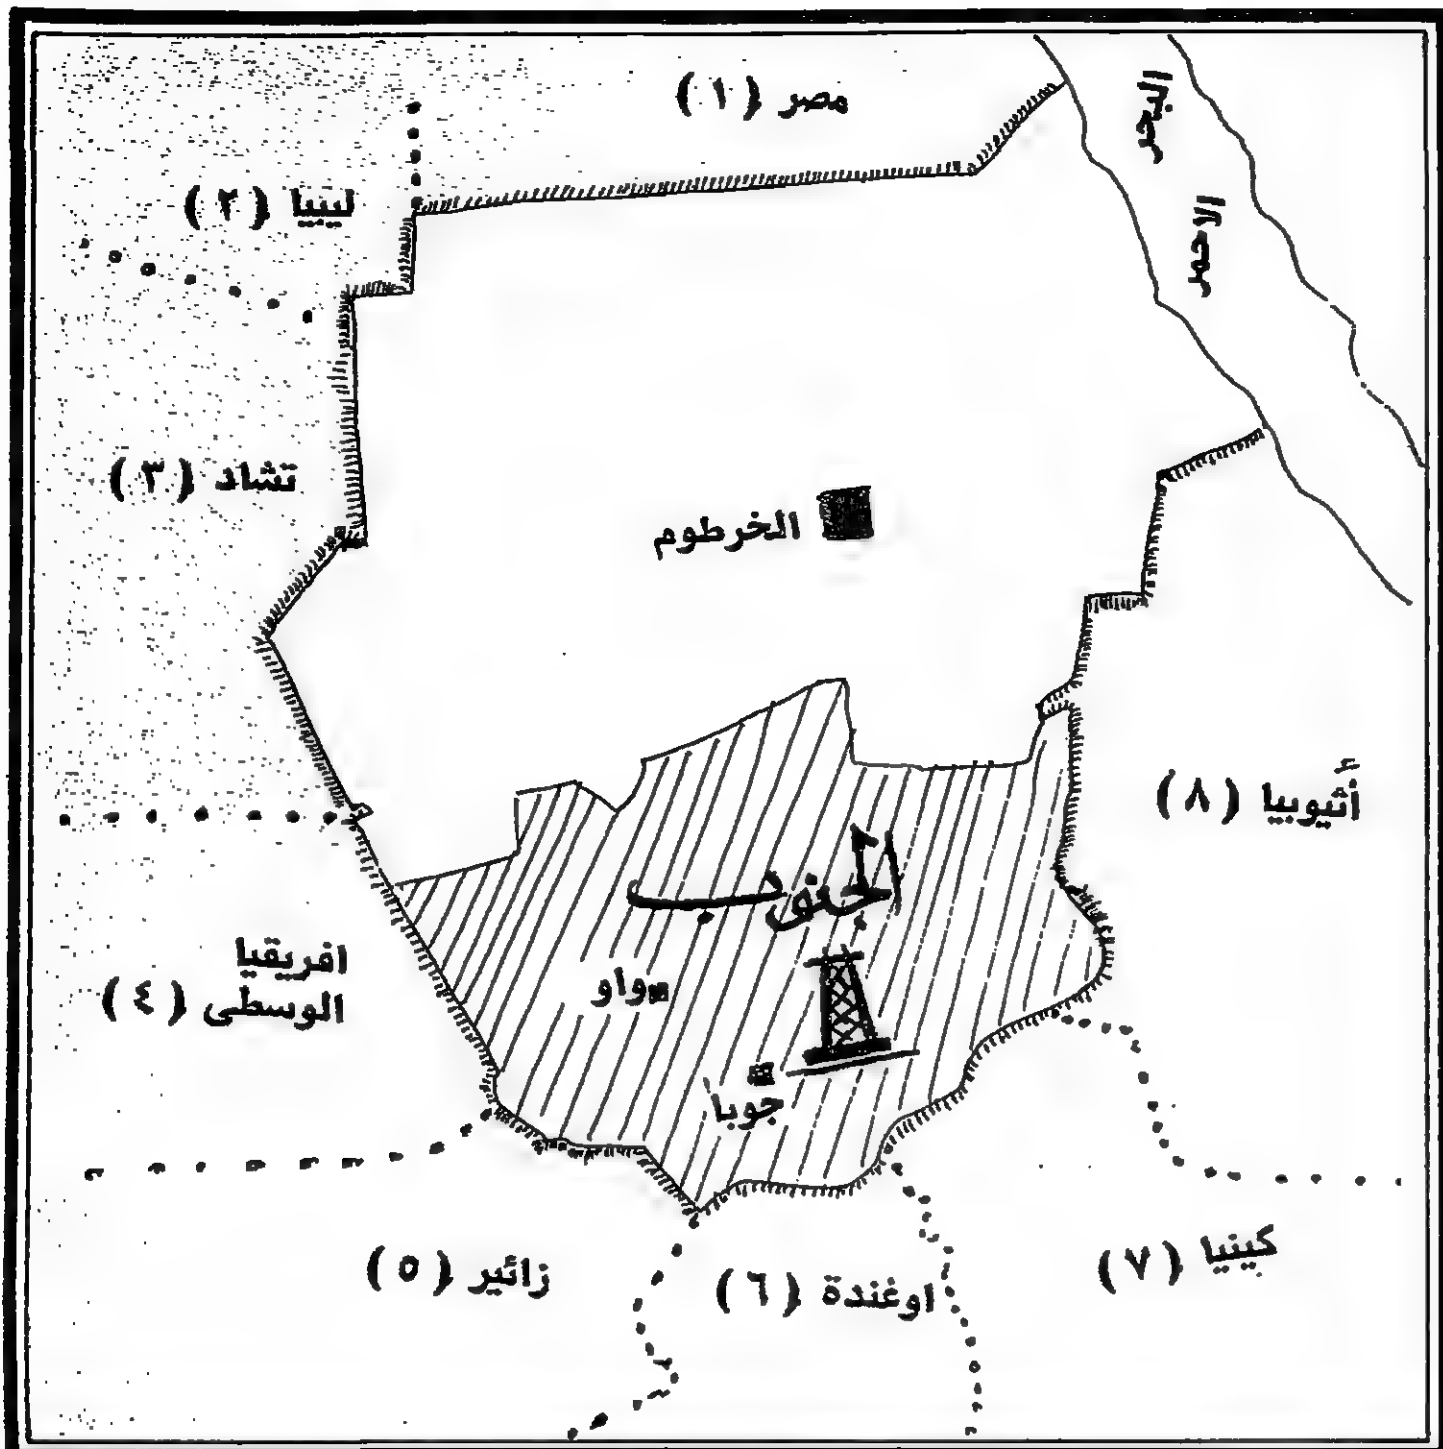 مصر (١)
البحر
الاحمر
ليبيا (٢)
تشاد (٣)
الخرطوم
أثيوبيا (٨)
الجنوب
افريقيا
الوسطى (٤)
واو
جوبا
زائير (٥)
اوغندة (٦)
كينيا (٧)